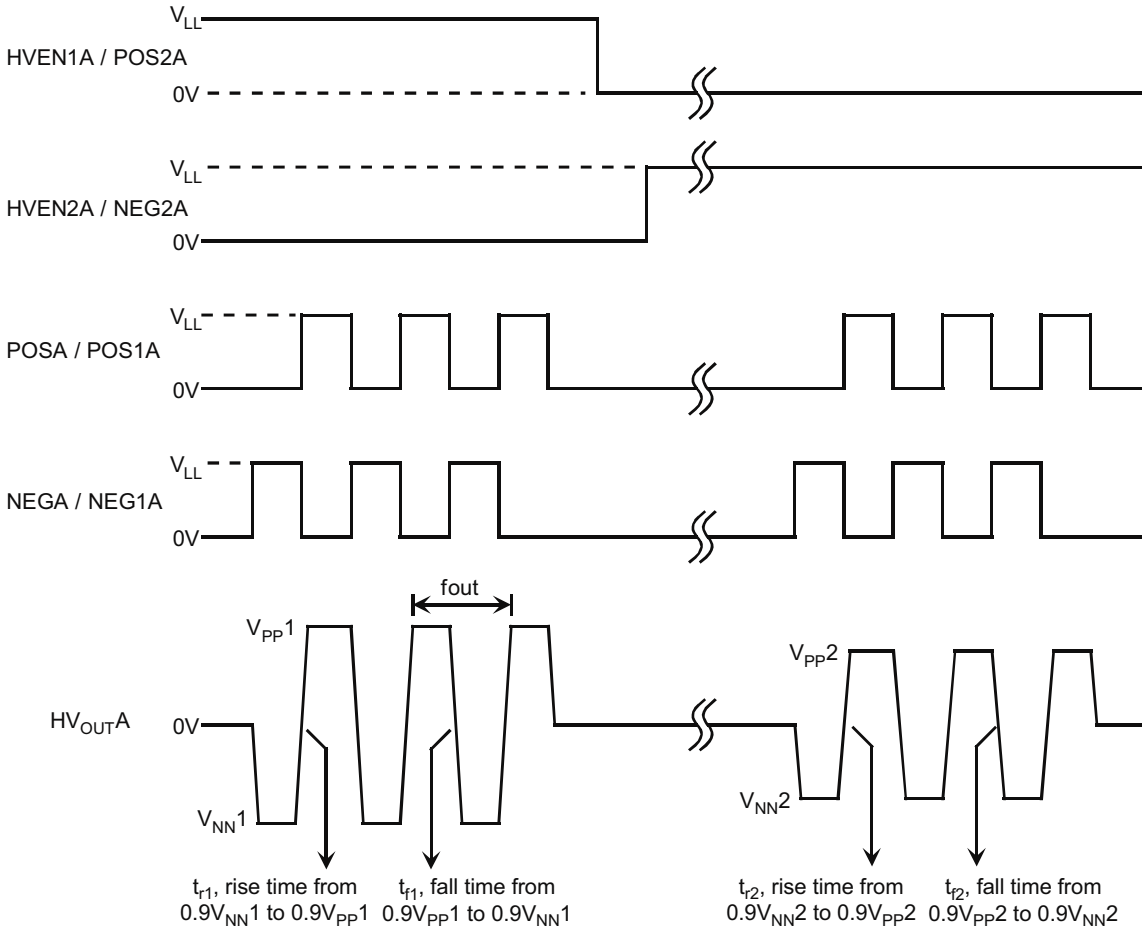 V_LL
HVEN1A / POS2A
0V
V_LL
HVEN2A / NEG2A
0V
V_LL
POSA / POS1A
0V
V_LL
NEGA / NEG1A
0V
fout
V_PP1
V_PP2
HV_OUTA 0V
V_NN2
V_NN1
t_r1, rise time from
0.9V_NN1 to 0.9V_PP1
t_f1, fall time from
0.9V_PP1 to 0.9V_NN1
t_r2, rise time from
0.9V_NN2 to 0.9V_PP2
t_f2, fall time from
0.9V_PP2 to 0.9V_NN2